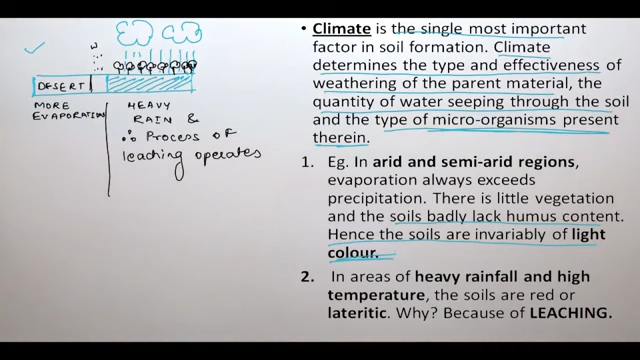 DESERT
MORE
EVAPORATION
HEAVY
RAIN &
∴ Process of
leaching operates
• Climate is the single most important
factor in soil formation. Climate
determines the type and effectiveness of
weathering of the parent material, the
quantity of water seeping through the soil
and the type of micro-organisms present
therein.
1. Eg. In arid and semi-arid regions,
evaporation always exceeds
precipitation. There is little vegetation
and the soils badly lack humus content.
Hence the soils are invariably of light
colour.
2. In areas of heavy rainfall and high
temperature, the soils are red or
lateritic. Why? Because of LEACHING.